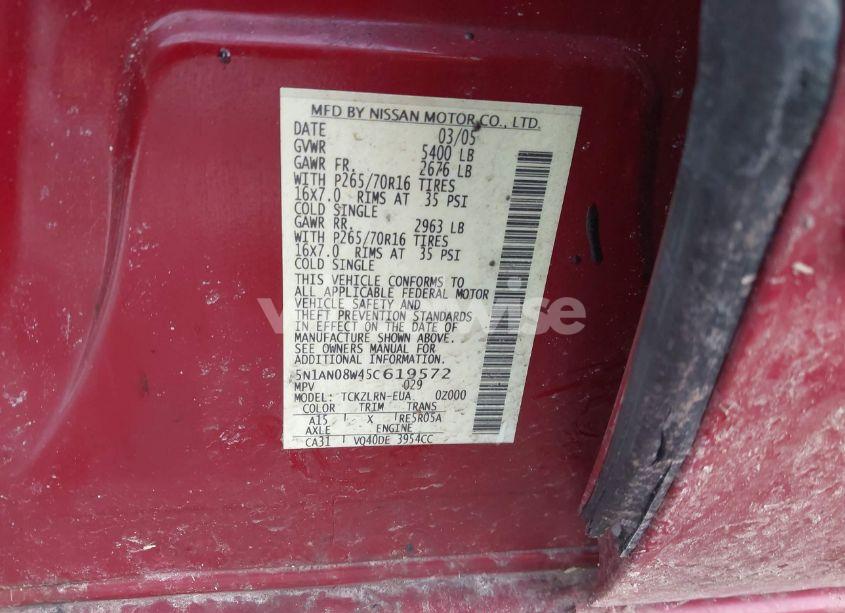 MFD BY NISSAN MOTOR CO., LTD.
DATE 03/05
GVWR 5400 LB
GAWR FR. 2676 LB
WITH P265/70R16 TIRES
16X7.0 RIMS AT 35 PSI
COLD SINGLE
GAWR RR. 2963 LB
WITH P265/70R16 TIRES
16X7.0 RIMS AT 35 PSI
COLD SINGLE
THIS VEHICLE CONFORMS TO
ALL APPLICABLE FEDERAL MOTOR
VEHICLE SAFETY AND
THEFT PREVENTION STANDARDS
IN EFFECT ON THE DATE OF
MANUFACTURE SHOWN ABOVE.
SEE OWNERS MANUAL FOR
ADDITIONAL INFORMATION.
5N1AN08W45C619572
MPV 029
MODEL: TCKZLRN-EUA 0Z000
COLOR TRIM TRANS
A15 X RE5R05A
AXLE ENGINE
CA31 VQ40DE 3954CC